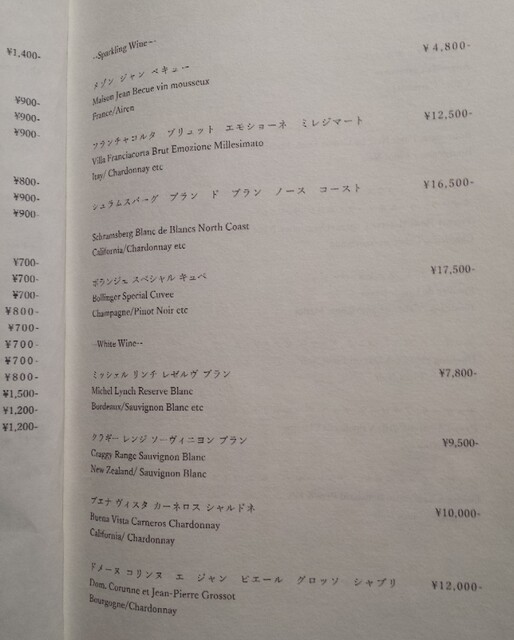 ¥1,400-
¥900-
¥900-
¥900-
¥800-
¥900-
¥900-
¥700-
¥700-
¥700-
¥800-
¥700-
¥700-
¥700-
¥800-
¥1,500-
¥1,200-
¥1,200-
--Sparkling Wine--
メゾン ジャン ベキュー ¥4,800-
Maison Jean Becue vin mousseux
France/Airen
フランチャコルタ ブリュット エモショーネ ミレジマート ¥12,500-
Villa Franciacorta Brut Emozione Millesimato
Itay/ Chardonnay etc
シュラムスバーグ ブラン ド ブラン ノース コースト ¥16,500-
Schramsberg Blanc de Blancs North Coast
California/Chardonnay etc
ボランジェ スペシャル キュベ ¥17,500-
Bollinger Special Cuvee
Champagne/Pinot Noir etc
--White Wine--
ミッシェル リンチ レゼルヴ ブラン ¥7,800-
Michel Lynch Reserve Blanc
Bordeaux/Sauvignon Blanc etc
クラギー レンジ ソーヴィニヨン ブラン ¥9,500-
Craggy Range Sauvignon Blanc
New Zealand/ Sauvignon Blanc
ブエナ ヴィスタ カーネロス シャルドネ ¥10,000-
Buena Vista Carneros Chardonnay
California/ Chardonnay
ドメーヌ コリンヌ エ ジャン ピエール グロッソ シャブリ ¥12,000-
Dom. Corunne et Jean-Pierre Grossot
Bourgogne/Chardonnay